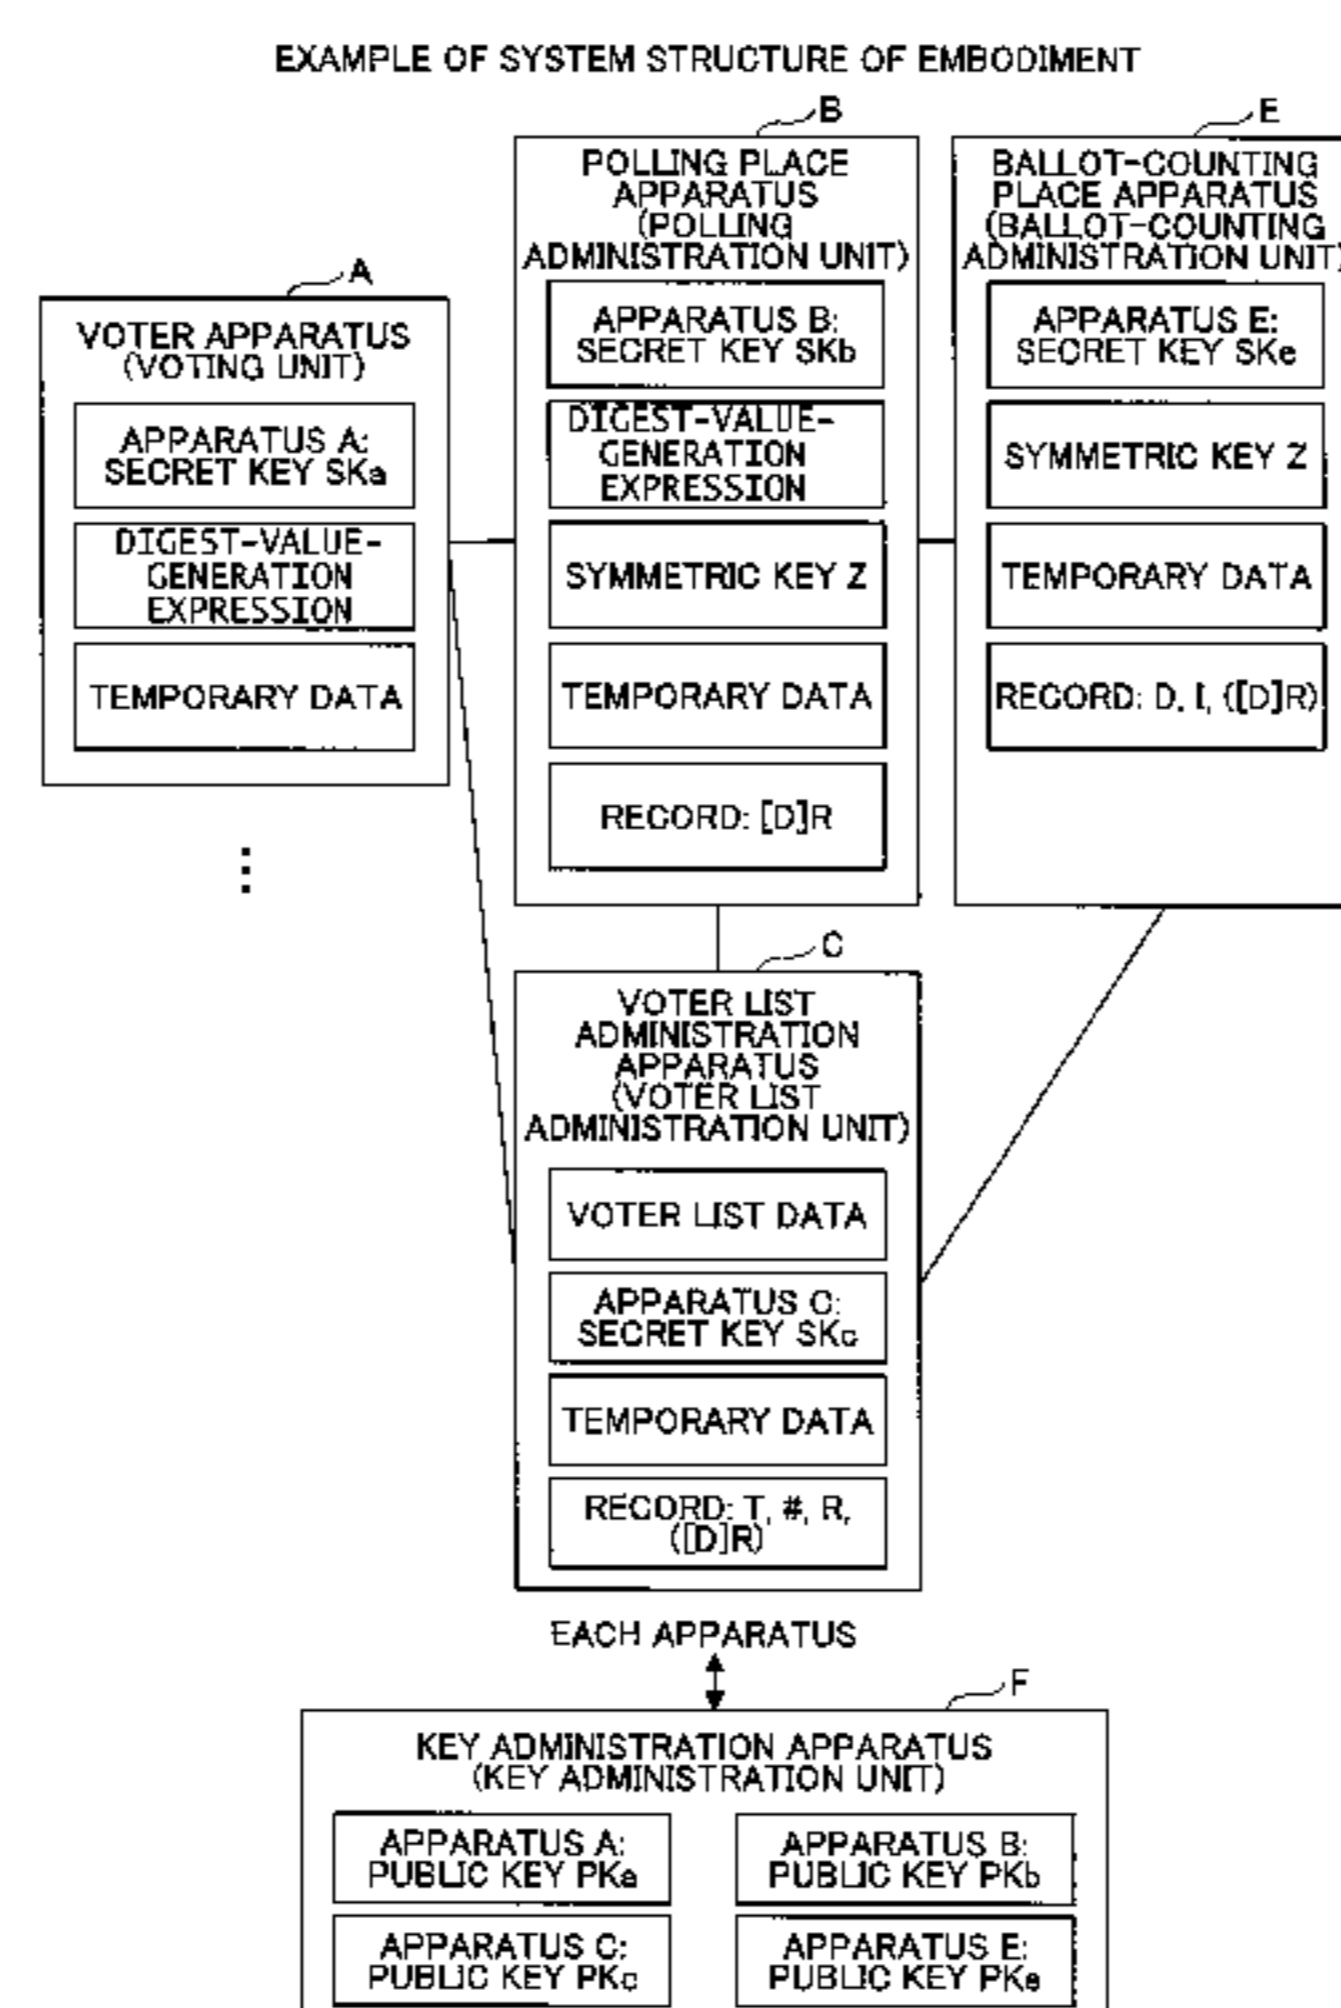 EXAMPLE OF SYSTEM STRUCTURE OF EMBODIMENT
A
VOTER APPARATUS
(VOTING UNIT)
APPARATUS A:
SECRET KEY SKa
DIGEST-VALUE-
GENERATION
EXPRESSION
TEMPORARY DATA
B
POLLING PLACE
APPARATUS
(POLLING
ADMINISTRATION UNIT)
APPARATUS B:
SECRET KEY SKb
DIGEST-VALUE-
GENERATION
EXPRESSION
SYMMETRIC KEY Z
TEMPORARY DATA
RECORD: [D]R
E
BALLOT-COUNTING
PLACE APPARATUS
(BALLOT-COUNTING
ADMINISTRATION UNIT)
APPARATUS E:
SECRET KEY SKe
SYMMETRIC KEY Z
TEMPORARY DATA
RECORD: D, I, ([D]R)
C
VOTER LIST
ADMINISTRATION
APPARATUS
(VOTER LIST
ADMINISTRATION UNIT)
VOTER LIST DATA
APPARATUS C:
SECRET KEY SKc
TEMPORARY DATA
RECORD: T, #, R,
([D]R)
EACH APPARATUS
F
KEY ADMINISTRATION APPARATUS
(KEY ADMINISTRATION UNIT)
APPARATUS A:
PUBLIC KEY PKa
APPARATUS B:
PUBLIC KEY PKb
APPARATUS C:
PUBLIC KEY PKc
APPARATUS E:
PUBLIC KEY PKe